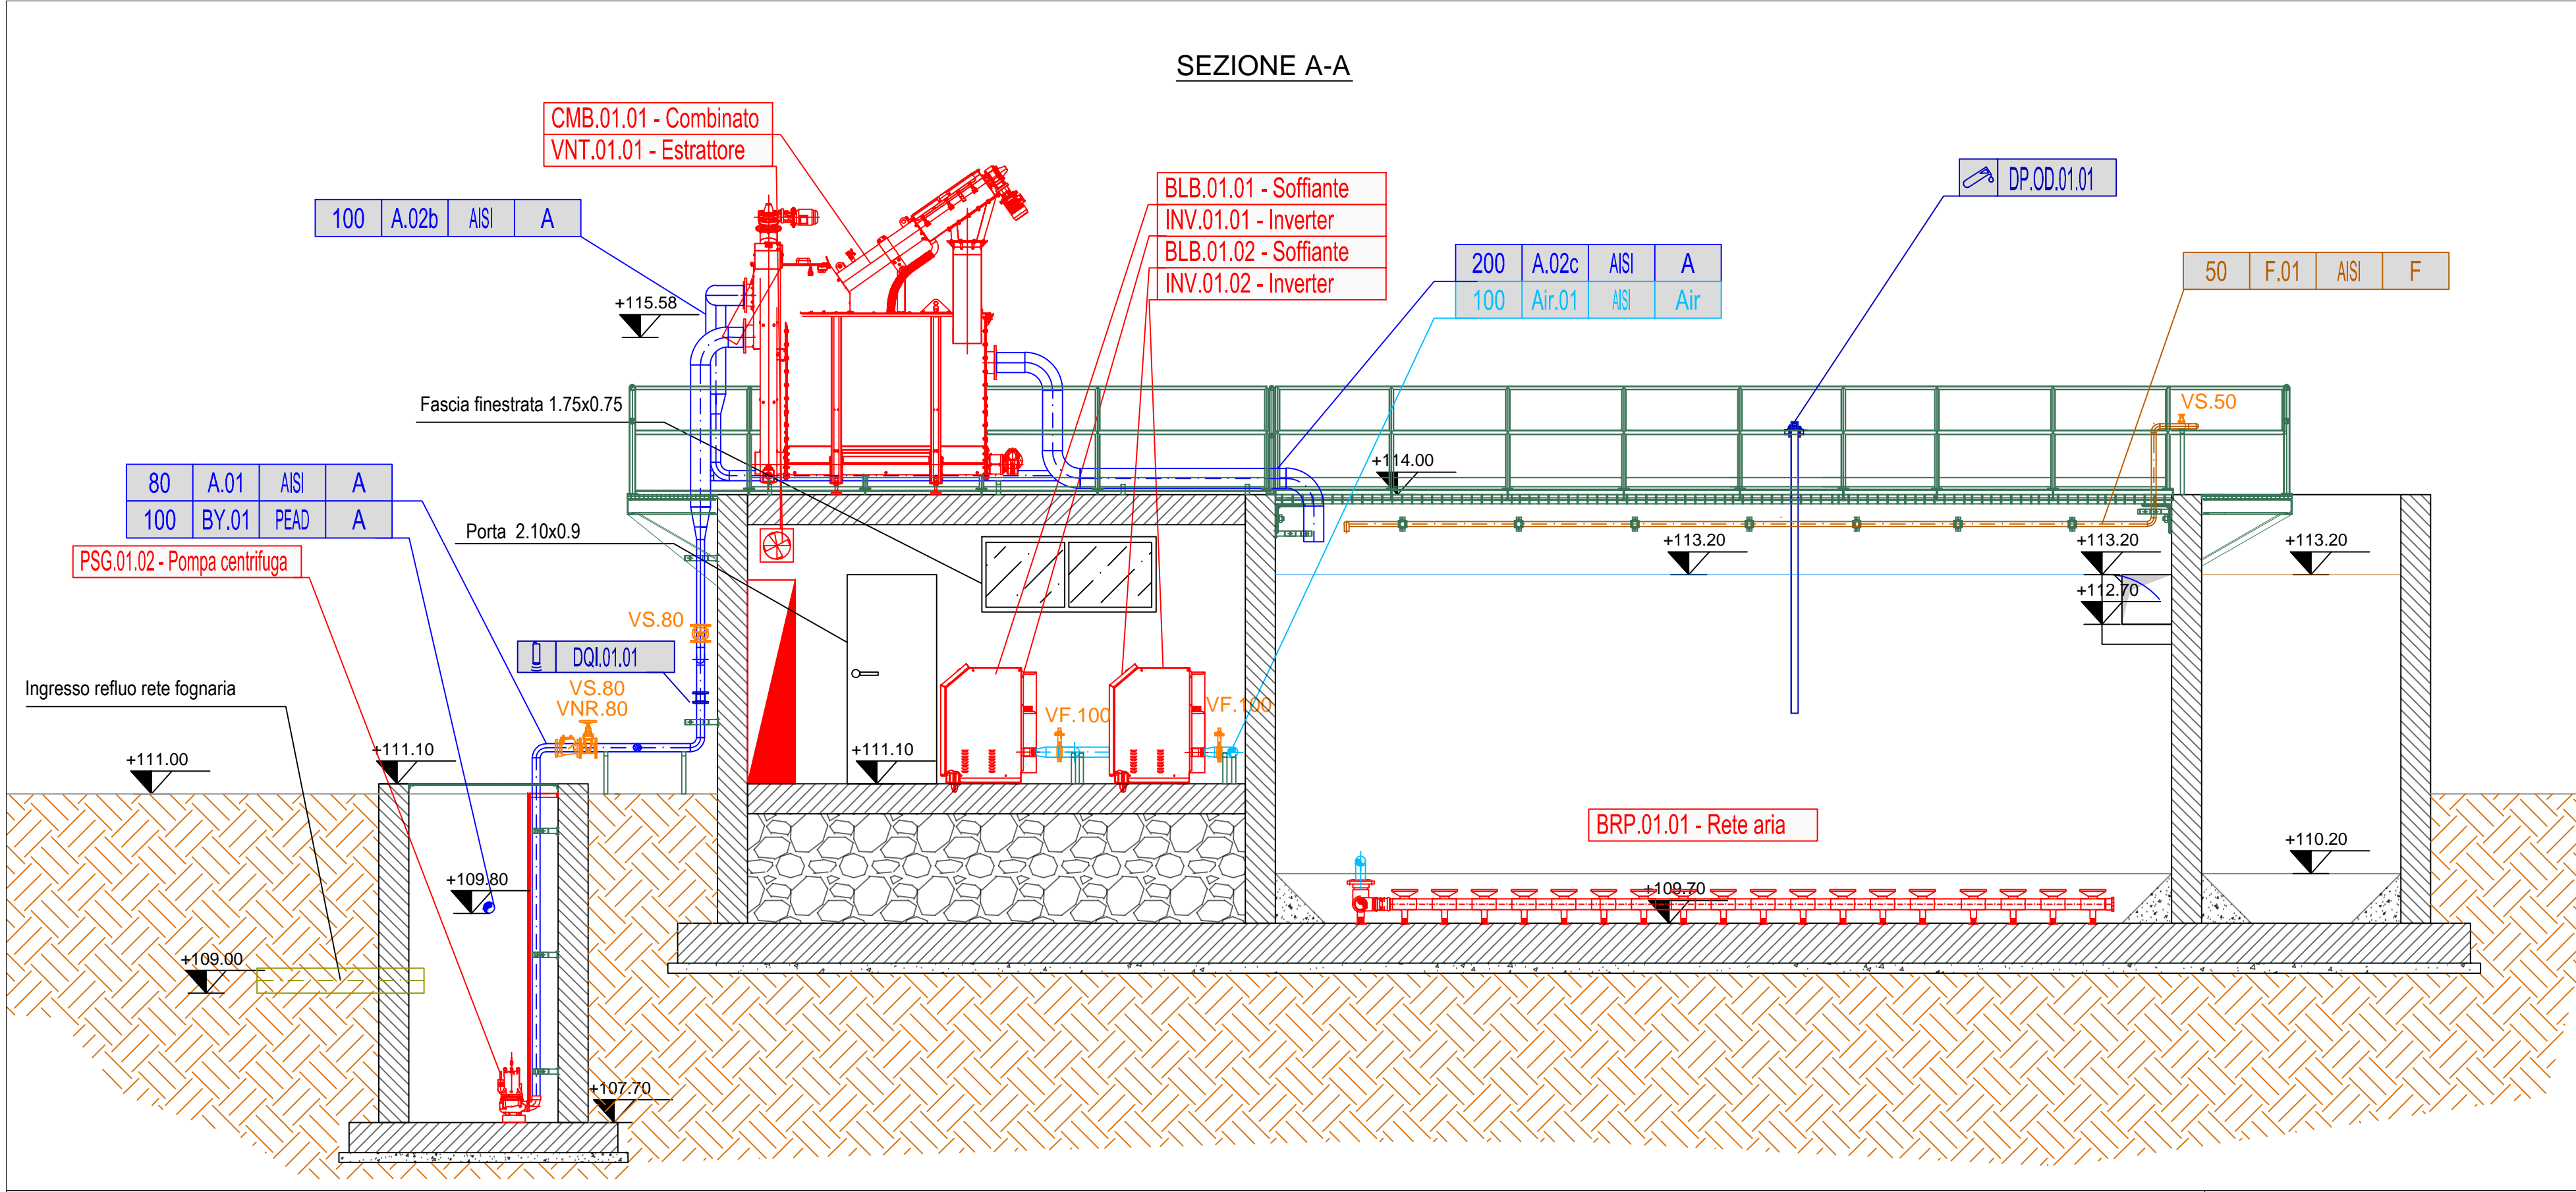 SEZIONE A-A
CMB.01.01 - Combinato
VNT.01.01 - Estrattore
BLB.01.01 - Soffiante
INV.01.01 - Inverter
BLB.01.02 - Soffiante
INV.01.02 - Inverter
DP.OD.01.01
100 A.02b AISI A
200 A.02c AISI A
100 Air.01 AISI Air
50 F.01 AISI F
+115.58
Fascia finestrata 1.75x0.75
VS.50
+114.00
80 A.01 AISI A
100 BY.01 PEAD A
PSG.01.02 - Pompa centrifuga
Porta 2.10x0.9
+113.20
+113.20
+113.20
+112.70
VS.80
DQI.01.01
Ingresso refluo rete fognaria
VS.80
VNR.80
VF.100
VF.100
+111.00
+111.10
+111.10
BRP.01.01 - Rete aria
+110.20
+109.80
+109.70
+109.00
+107.70